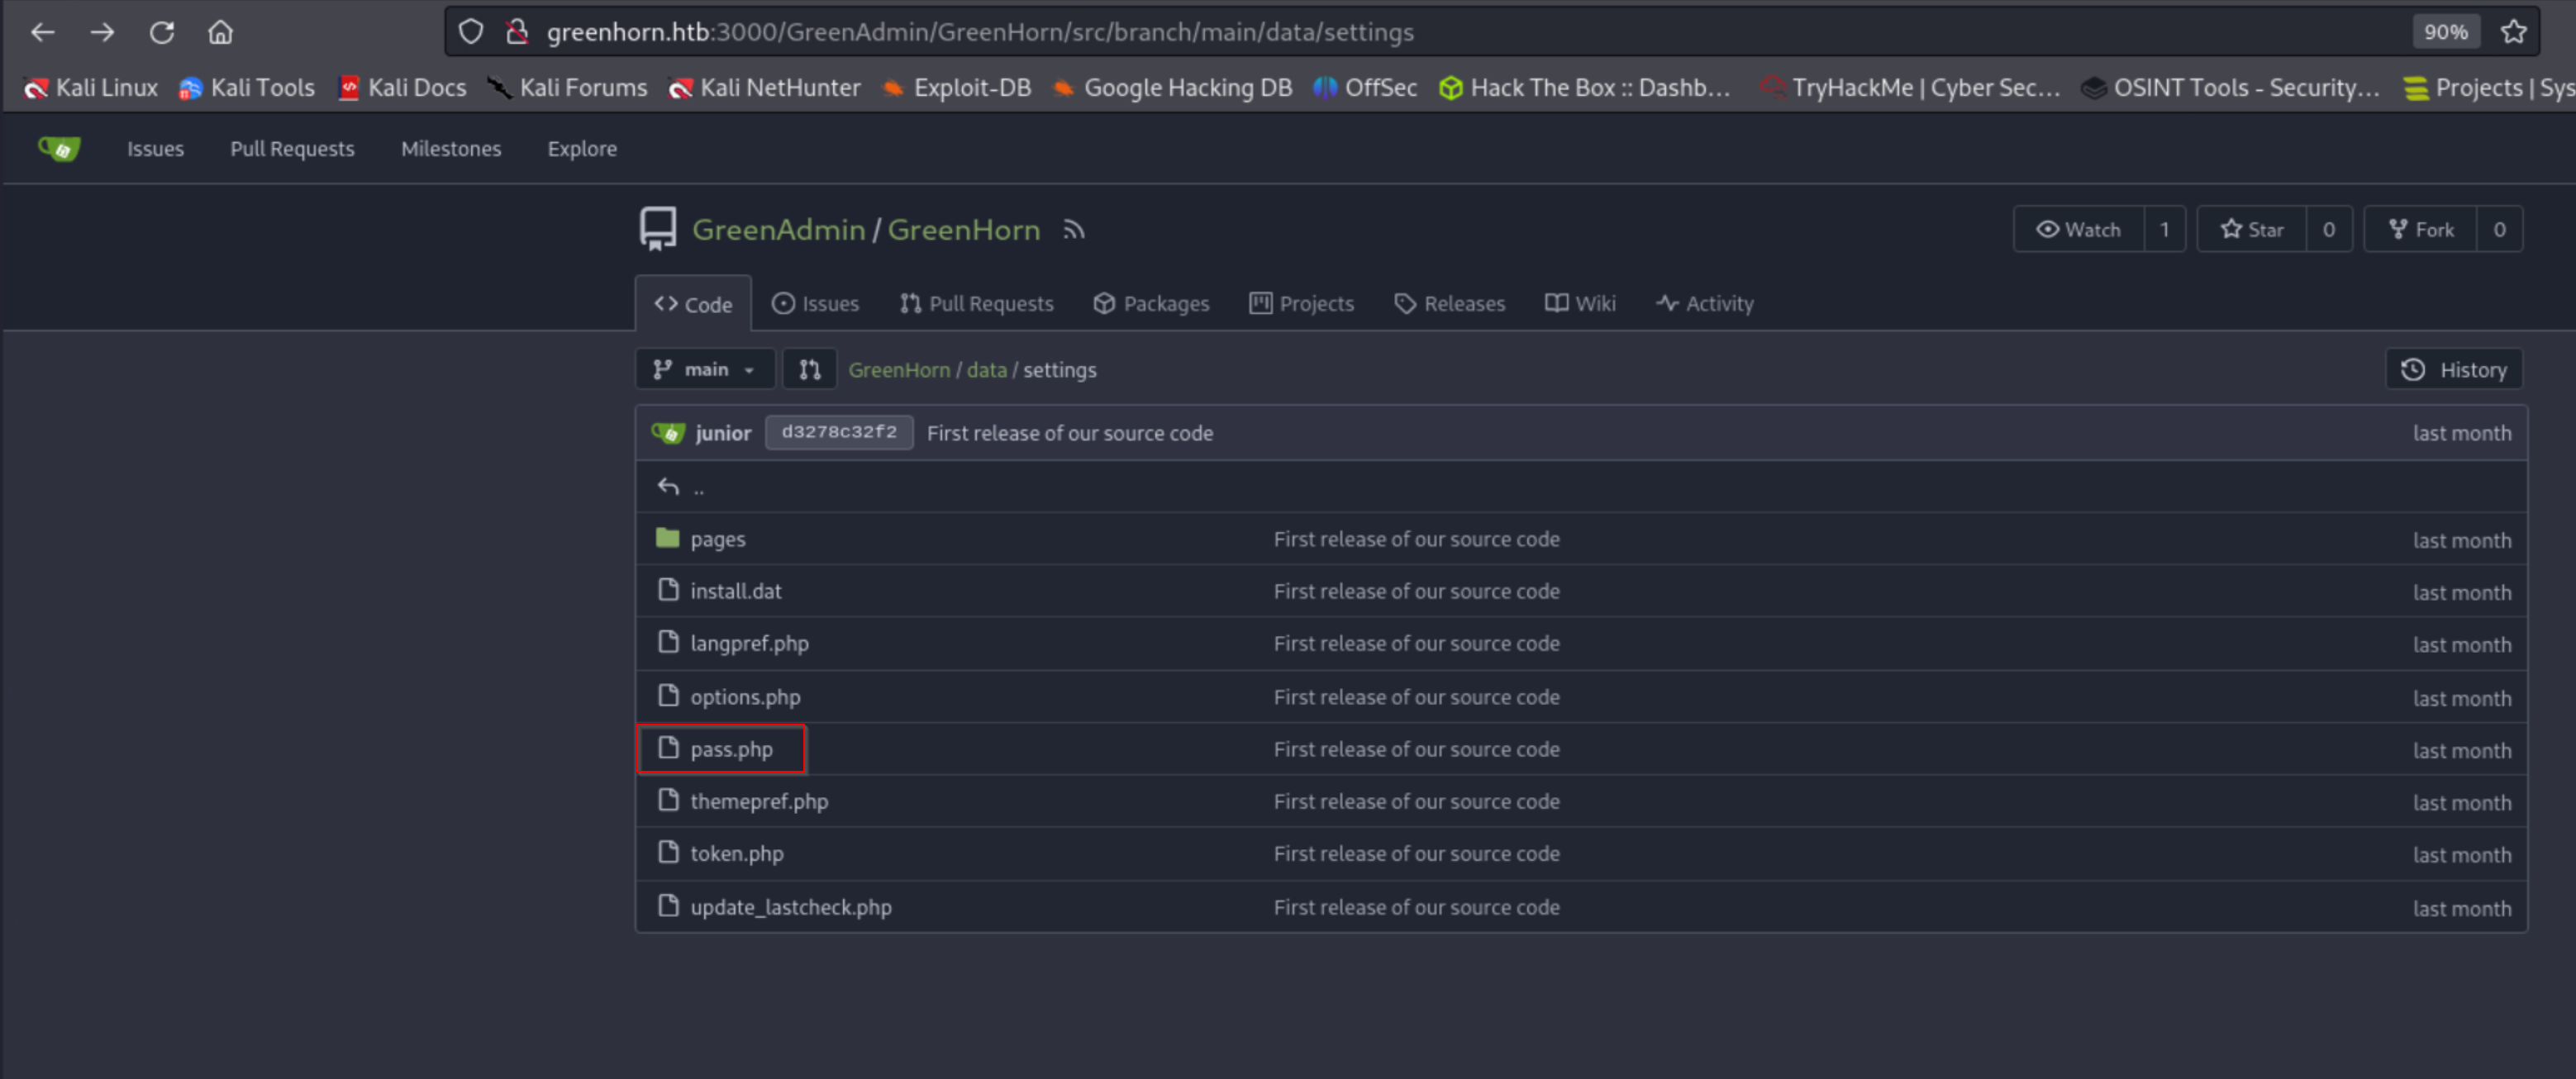 greenhorn.htb:3000/GreenAdmin/GreenHorn/src/branch/main/data/settings 90%
Kali Linux Kali Tools Kali Docs Kali Forums Kali NetHunter Exploit-DB Google Hacking DB OffSec Hack The Box :: Dashb... TryHackMe | Cyber Sec... OSINT Tools - Security... Projects | Sys
Issues Pull Requests Milestones Explore
GreenAdmin / GreenHorn Watch 1 Star 0 Fork 0
Code Issues Pull Requests Packages Projects Releases Wiki Activity
main GreenHorn / data / settings History
junior d3278c32f2 First release of our source code last month
..
pages First release of our source code last month
install.dat First release of our source code last month
langpref.php First release of our source code last month
options.php First release of our source code last month
pass.php First release of our source code last month
themepref.php First release of our source code last month
token.php First release of our source code last month
update_lastcheck.php First release of our source code last month